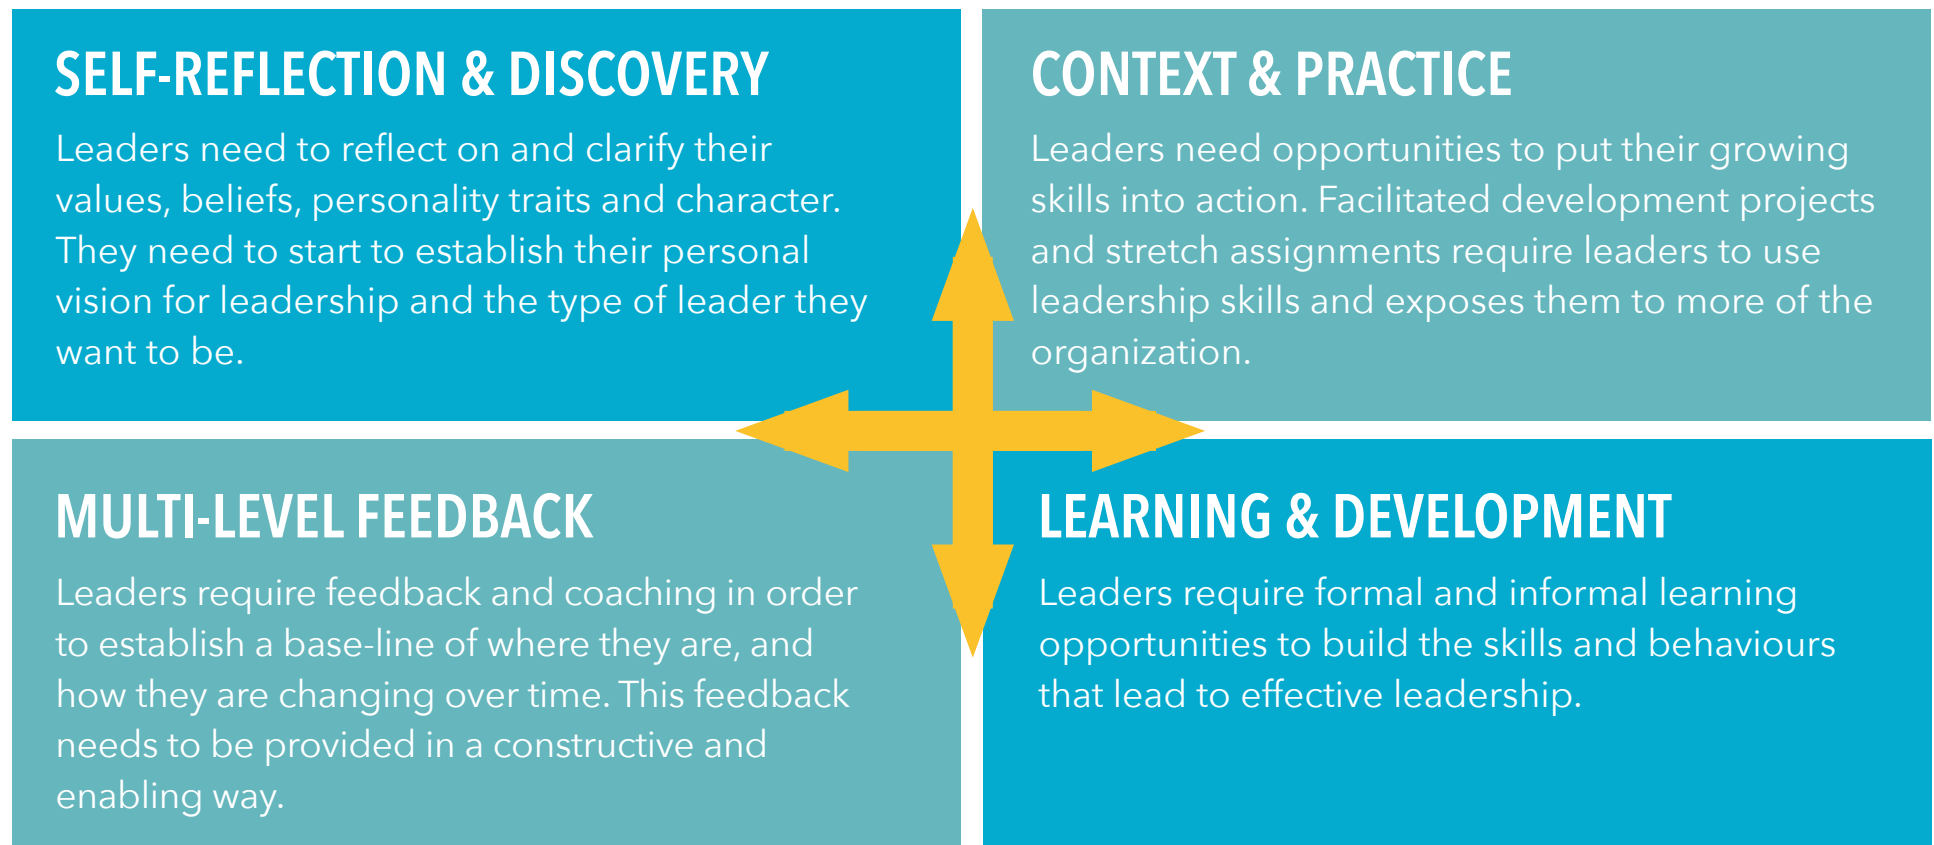 SELF-REFLECTION & DISCOVERY
Leaders need to reflect on and clarify their
values, beliefs, personality traits and character.
They need to start to establish their personal
vision for leadership and the type of leader they
want to be.
CONTEXT & PRACTICE
Leaders need opportunities to put their growing
skills into action. Facilitated development projects
and stretch assignments require leaders to use
leadership skills and exposes them to more of the
organization.
MULTI-LEVEL FEEDBACK
Leaders require feedback and coaching in order
to establish a base-line of where they are, and
how they are changing over time. This feedback
needs to be provided in a constructive and
enabling way.
LEARNING & DEVELOPMENT
Leaders require formal and informal learning
opportunities to build the skills and behaviours
that lead to effective leadership.